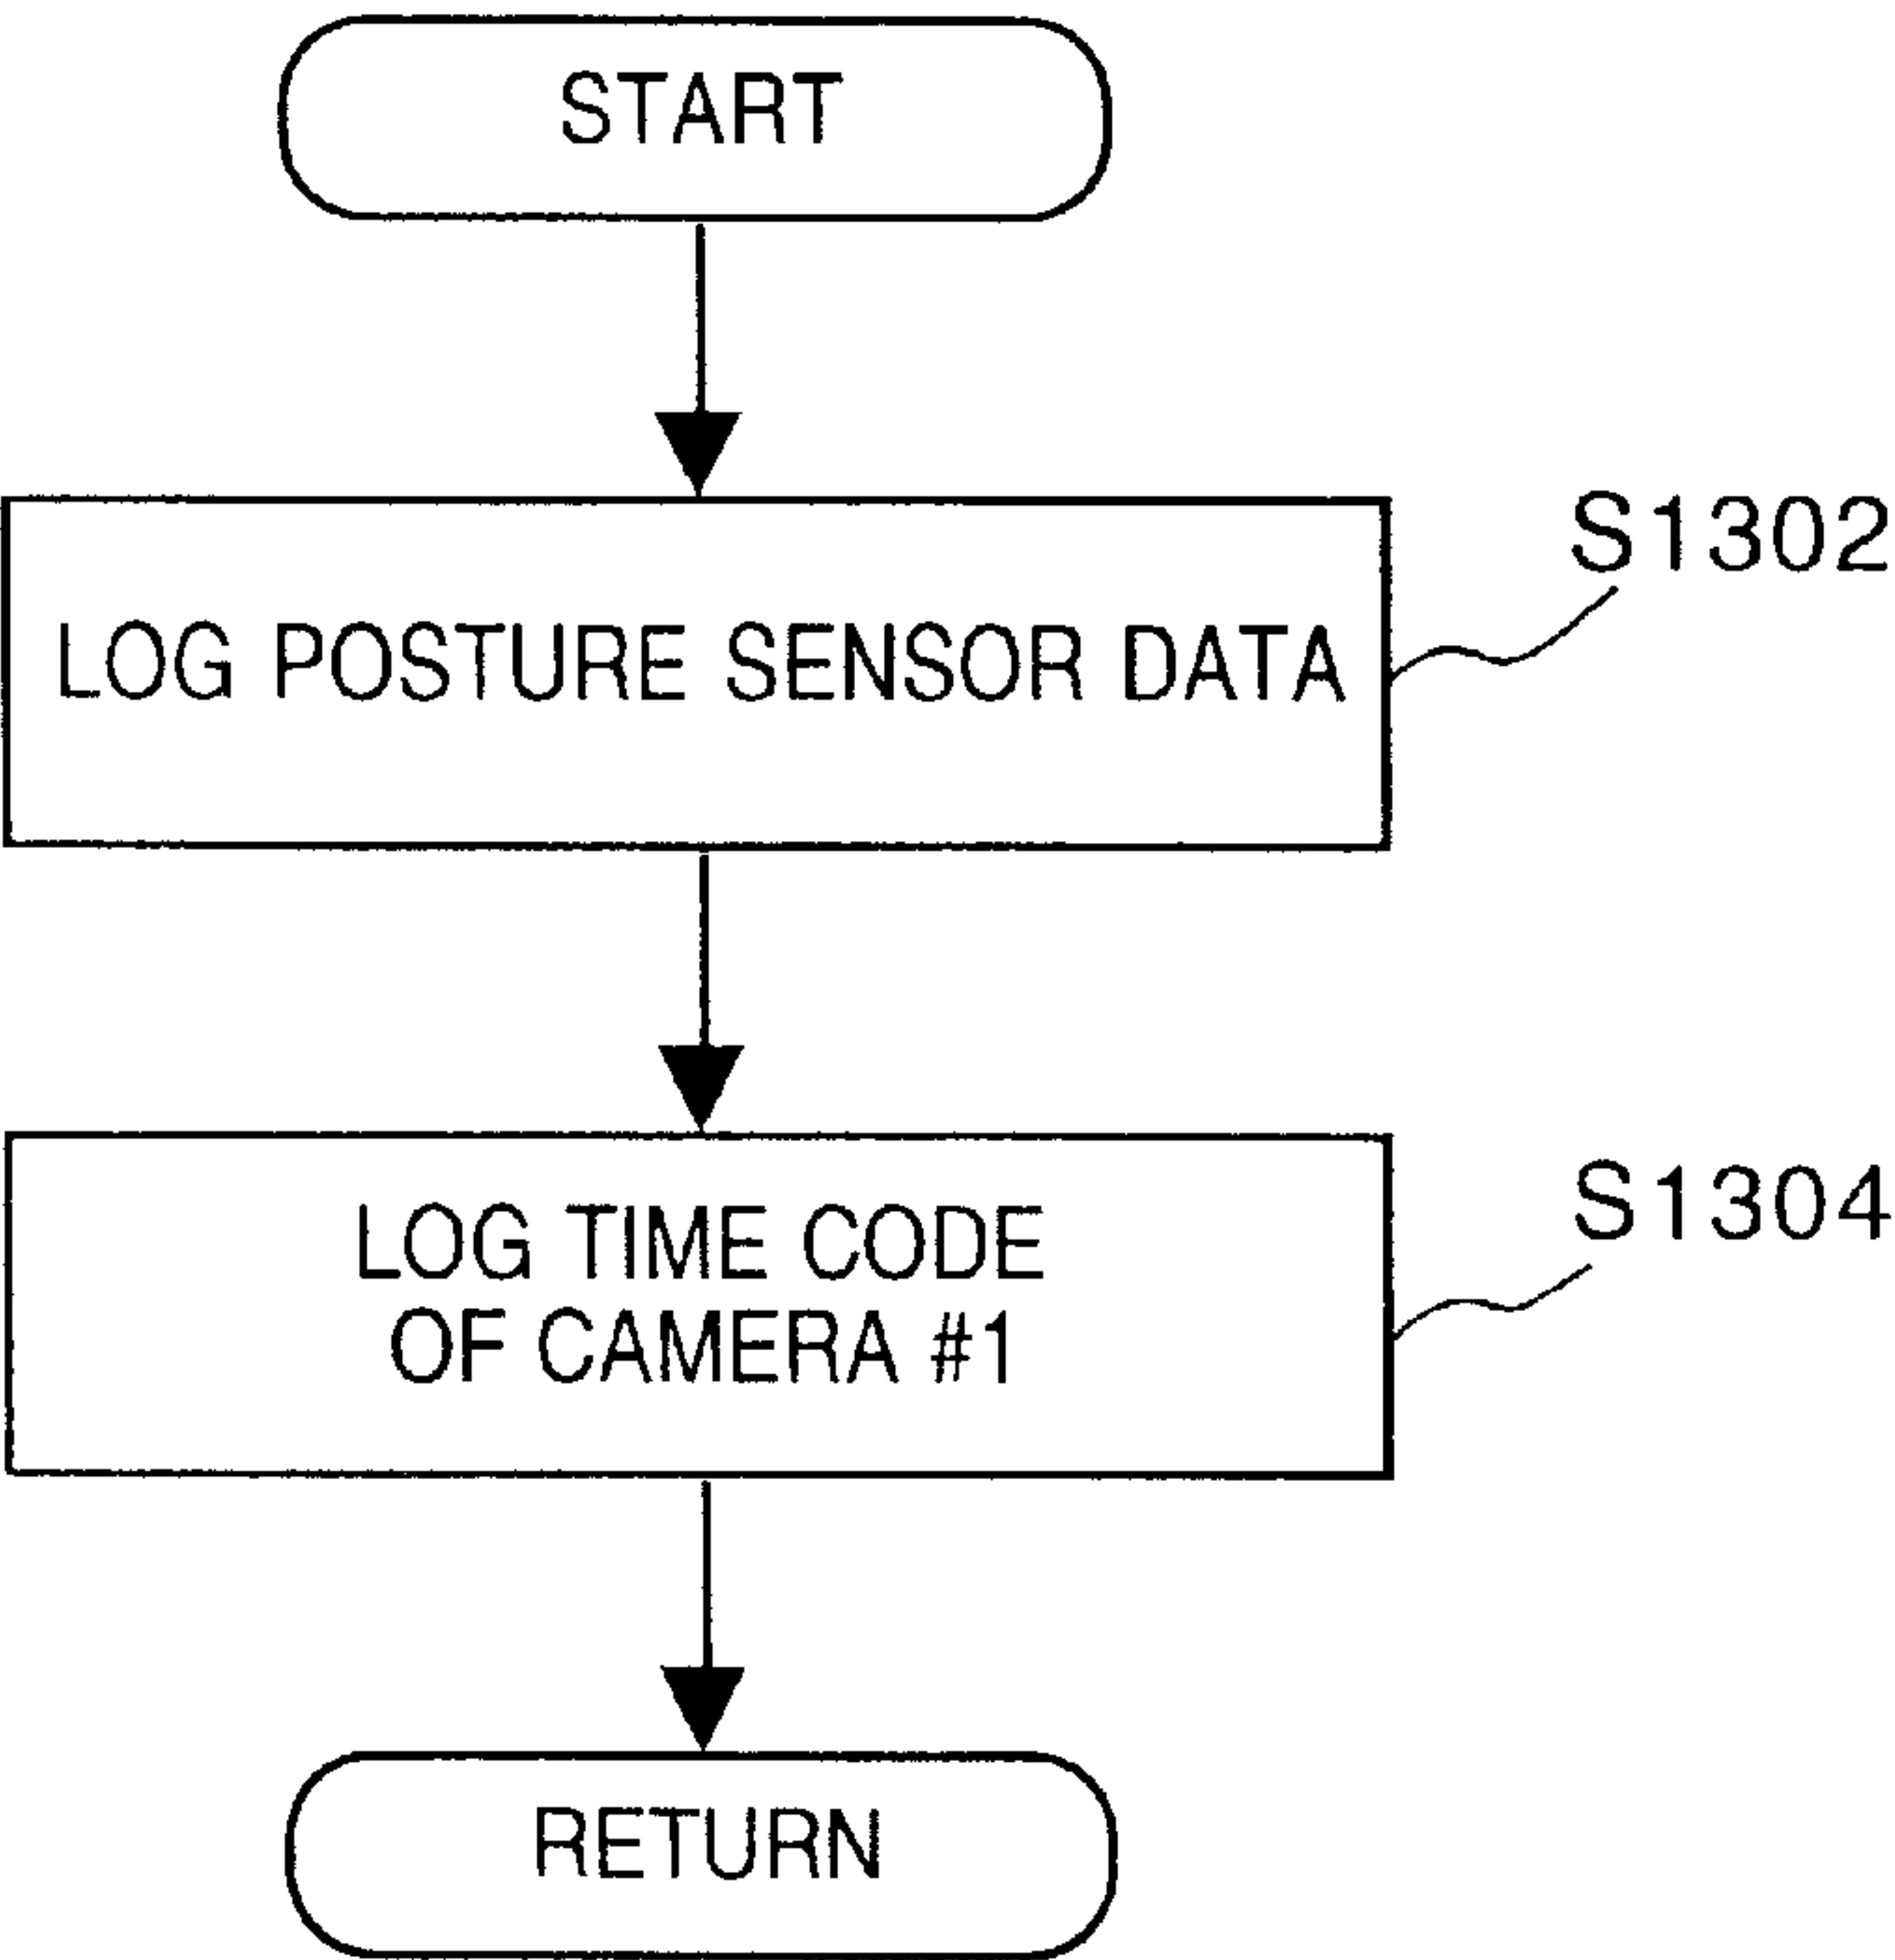 START
S1302
LOG POSTURE SENSOR DATA
S1304
LOG TIME CODE
OF CAMERA #1
RETURN